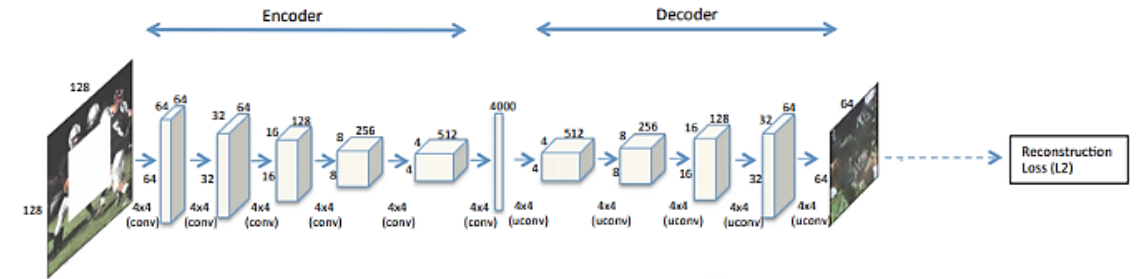 Encoder
Decoder
128
128
64 64
64
4x4
(conv)
32
64
32
4x4
(conv)
16
128
16
4x4
(conv)
8
256
8
4x4
(conv)
4
512
4
4x4
(conv)
4000
4x4
(conv)
4
512
4
4x4
(uconv)
8
256
8
4x4
(uconv)
16
128
16
4x4
(uconv)
32
64
32
4x4
(uconv)
64
64
4x4
(uconv)
Reconstruction
Loss (L2)